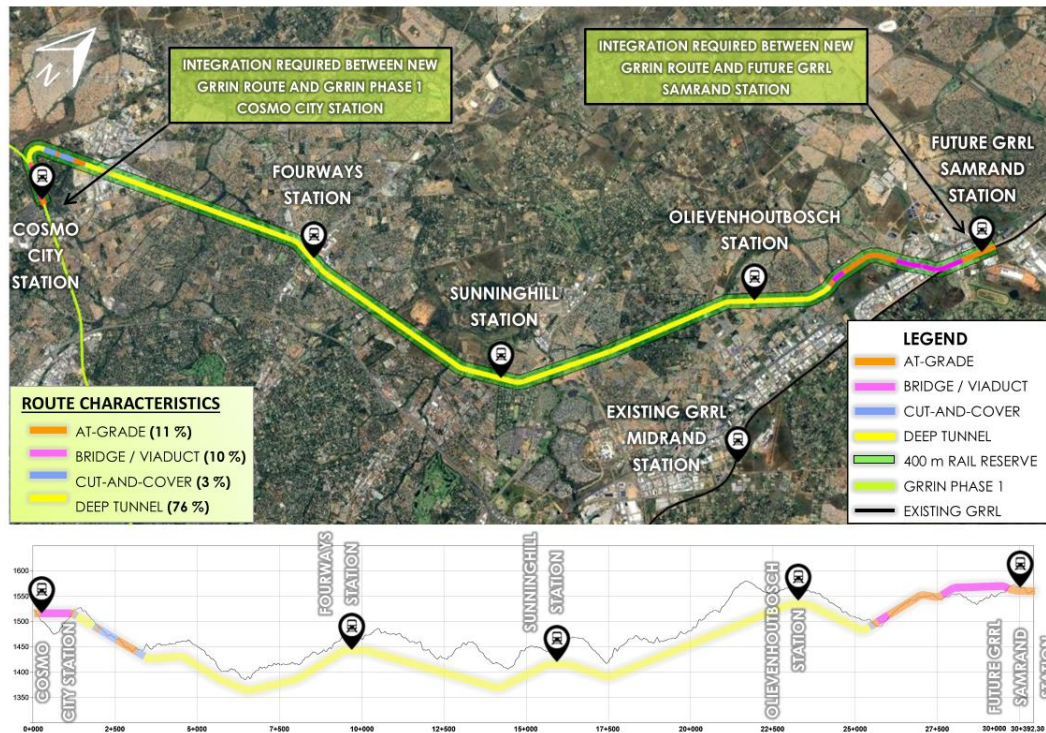 N
INTEGRATION REQUIRED BETWEEN NEW
GRRIN ROUTE AND GRRIN PHASE 1
COSMO CITY STATION
INTEGRATION REQUIRED BETWEEN NEW
GRRIN ROUTE AND FUTURE GRRL
SAMRAND STATION
FUTURE GRRL
SAMRAND
STATION
FOURWAYS
STATION
OLIEVENHOUTBOSCH
STATION
COSMO
CITY
STATION
SUNNINGHILL
STATION
EXISTING GRRL
MIDRAND
STATION
LEGEND
AT-GRADE
BRIDGE / VIADUCT
CUT-AND-COVER
DEEP TUNNEL
400 m RAIL RESERVE
GRRIN PHASE 1
EXISTING GRRL
ROUTE CHARACTERISTICS
AT-GRADE (11 %)
BRIDGE / VIADUCT (10 %)
CUT-AND-COVER (3 %)
DEEP TUNNEL (76 %)
1600
1550
1500
1450
1400
1350
COSMO
CITY STATION
FOURWAYS
STATION
SUNNINGHILL
STATION
OLIEVENHOUTBOSCH
STATION
FUTURE GRRL
SAMRAND
STATION
0+000
2+500
5+000
7+500
10+000
12+500
15+000
17+500
20+000
22+500
25+000
27+500
30+000
30+392.30